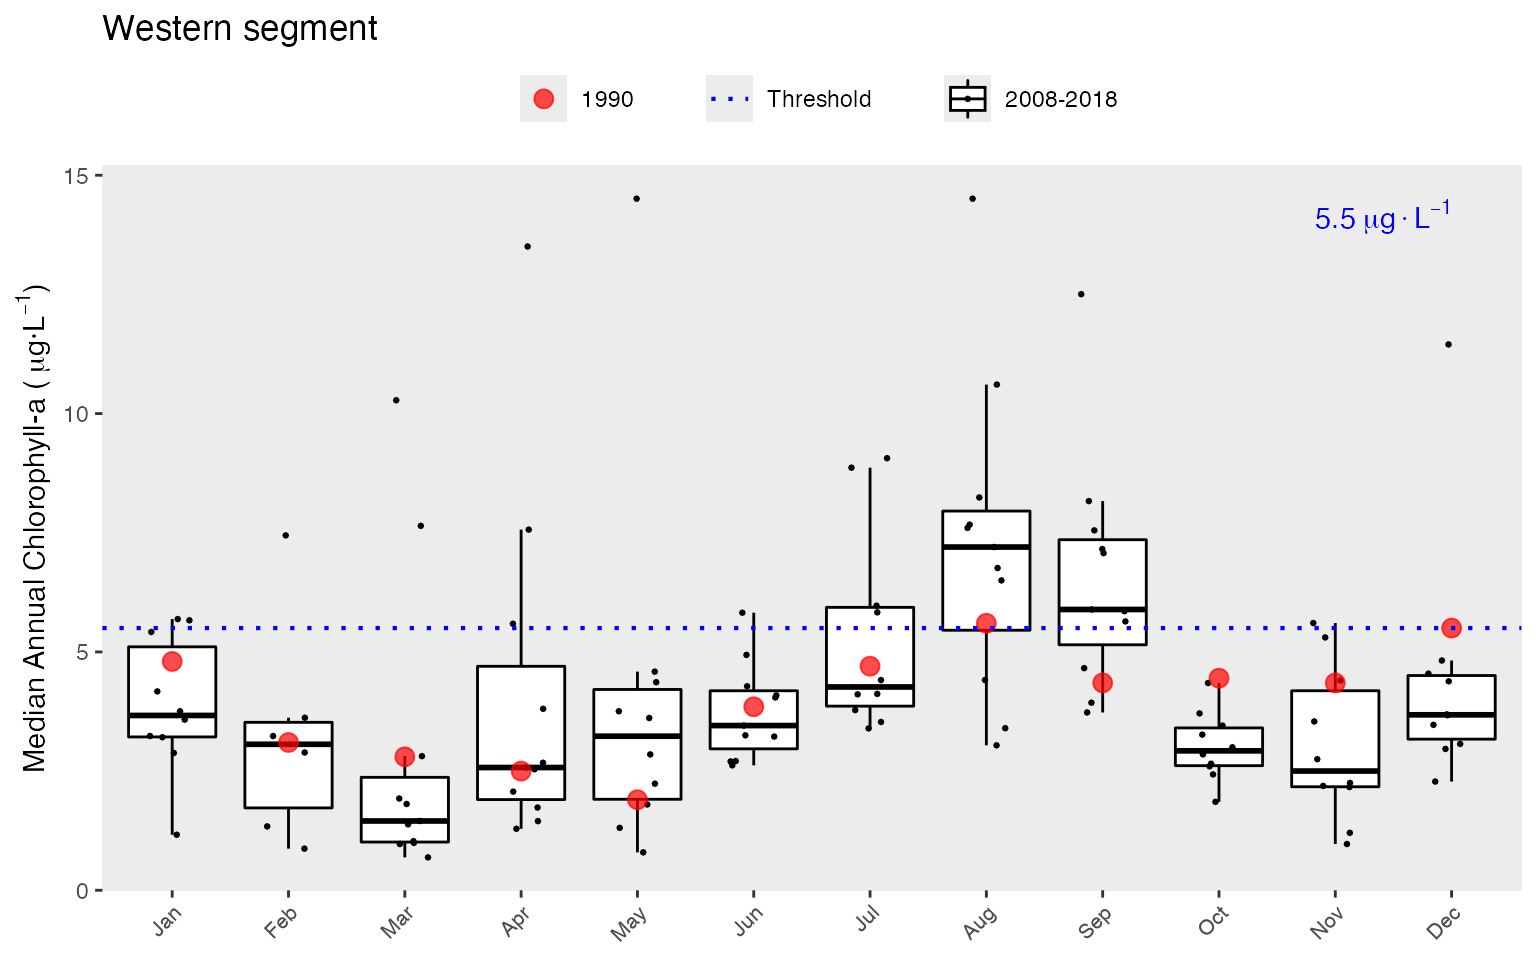 Western segment
1990 Threshold 2008-2018
Median Annual Chlorophyll-a ( µg·L⁻¹)
15
10
5
0
5.5 µg · L⁻¹
Jan Feb Mar Apr May Jun Jul Aug Sep Oct Nov Dec